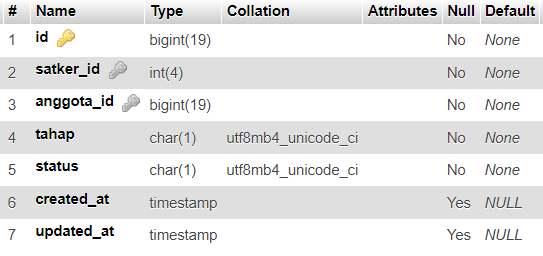 # Name Type Collation Attributes Null Default
1 id bigint(19) No None
2 satker_id int(4) No None
3 anggota_id bigint(19) No None
4 tahap char(1) utf8mb4_unicode_ci No None
5 status char(1) utf8mb4_unicode_ci No None
6 created_at timestamp Yes NULL
7 updated_at timestamp Yes NULL